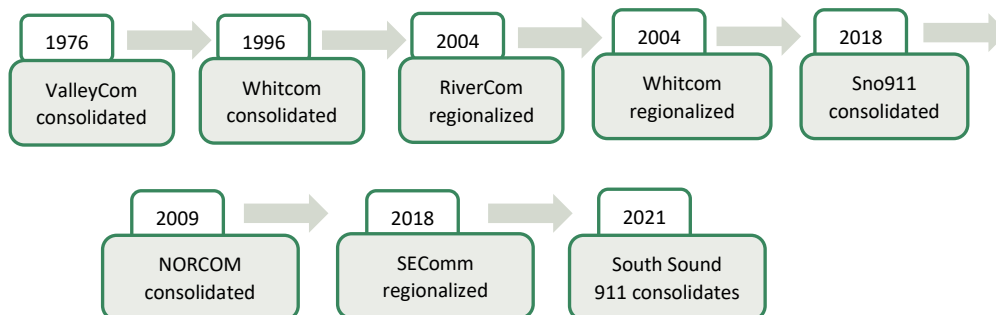 1976
ValleyCom
consolidated
1996
Whitcom
consolidated
2004
RiverCom
regionalized
2004
Whitcom
regionalized
2018
Sno911
consolidated
2009
NORCOM
consolidated
2018
SEComm
regionalized
2021
South Sound
911 consolidates